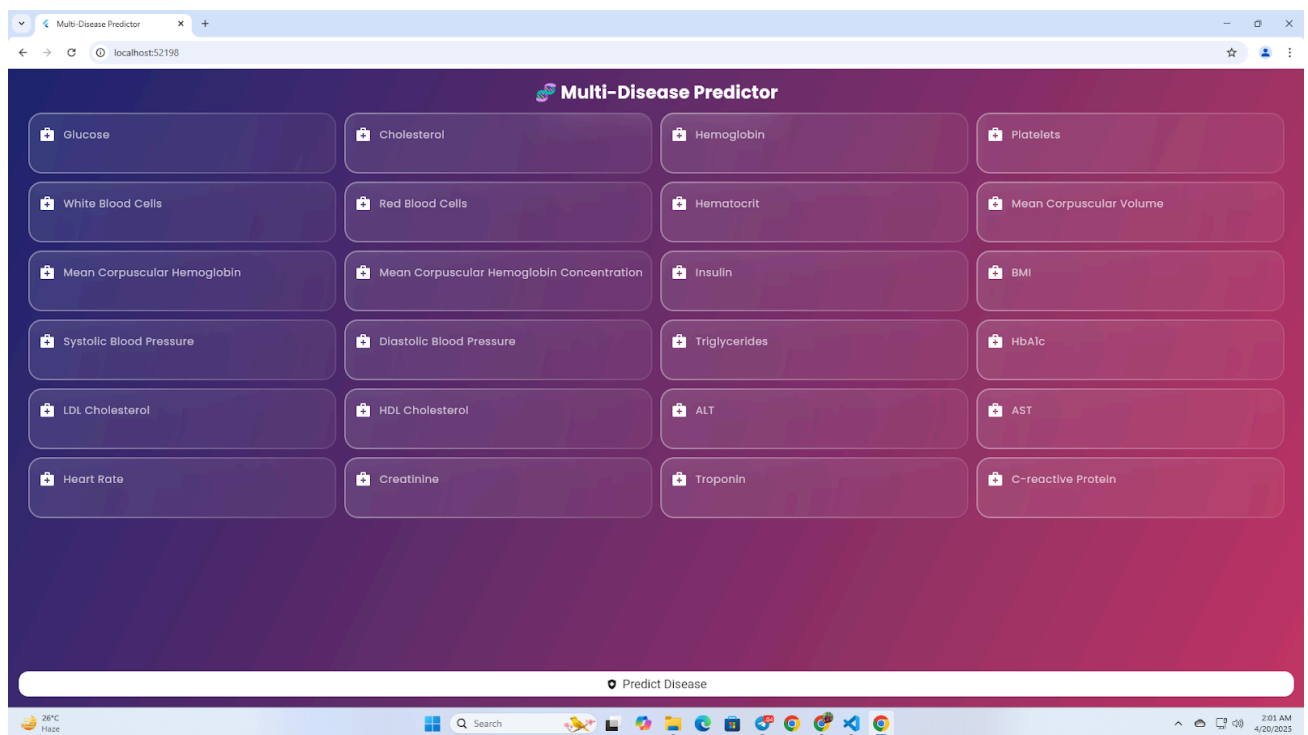 Multi-Disease Predictor
localhost:52198
Multi-Disease Predictor
Glucose Cholesterol Hemoglobin Platelets
White Blood Cells Red Blood Cells Hematocrit Mean Corpuscular Volume
Mean Corpuscular Hemoglobin Mean Corpuscular Hemoglobin Concentration Insulin BMI
Systolic Blood Pressure Diastolic Blood Pressure Triglycerides HbA1c
LDL Cholesterol HDL Cholesterol ALT AST
Heart Rate Creatinine Troponin C-reactive Protein
Predict Disease
26°C
Haze
Search
2:01 AM
4/20/2025